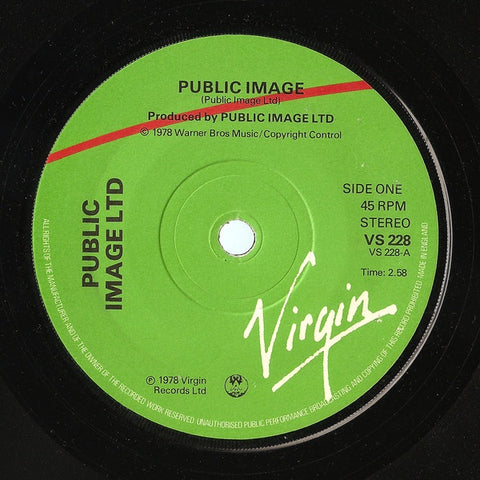 PUBLIC IMAGE
(Public Image Ltd)
Produced by PUBLIC IMAGE LTD
© 1978 Warner Bros Music/Copyright Control
PUBLIC
IMAGE LTD
SIDE ONE
45 RPM
STEREO
VS 228
VS 228-A
Time: 2.58
Virgin
℗ 1978 Virgin
Records Ltd
ALL RIGHTS OF THE MANUFACTURER AND OF THE OWNER OF THE RECORDED WORK RESERVED. UNAUTHORISED PUBLIC PERFORMANCE BROADCASTING AND COPYING OF THIS RECORD PROHIBITED MADE IN ENGLAND